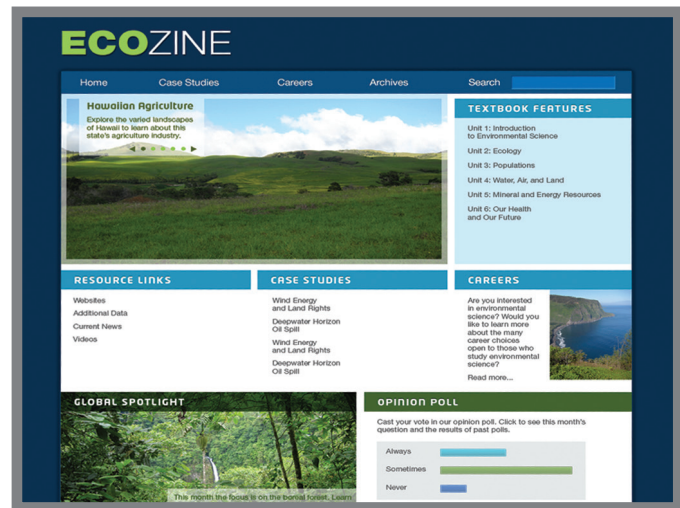 ECOZINE
Home Case Studies Careers Archives Search
Hawaiian Agriculture
Explore the varied landscapes
of Hawaii to learn about this
state's agriculture industry.
TEXTBOOK FEATURES
Unit 1: Introduction
to Environmental Science
Unit 2: Ecology
Unit 3: Populations
Unit 4: Water, Air, and Land
Unit 5: Mineral and Energy Resources
Unit 6: Our Health
and Our Future
RESOURCE LINKS
Websites
Additional Data
Current News
Videos
CASE STUDIES
Wind Energy
and Land Rights
Deepwater Horizon
Oil Spill
Wind Energy
and Land Rights
Deepwater Horizon
Oil Spill
CAREERS
Are you interested
in environmental
science? Would you
like to learn more
about the many
career choices
open to those who
study environmental
science?
Read more...
GLOBAL SPOTLIGHT
This month the focus is on the boreal forest. Learn
OPINION POLL
Cast your vote in our opinion poll. Click to see this month's
question and the results of past polls.
Always
Sometimes
Never